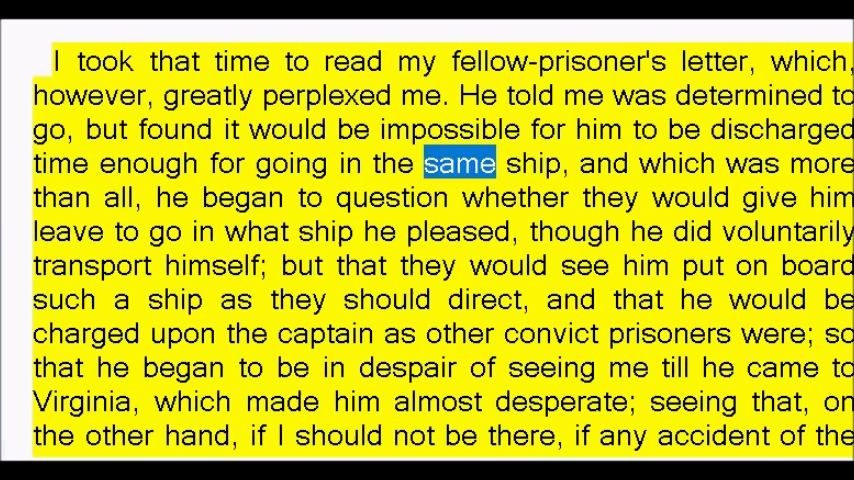 I took that time to read my fellow-prisoner's letter, which,
however, greatly perplexed me. He told me was determined to
go, but found it would be impossible for him to be discharged
time enough for going in the same ship, and which was more
than all, he began to question whether they would give him
leave to go in what ship he pleased, though he did voluntarily
transport himself; but that they would see him put on board
such a ship as they should direct, and that he would be
charged upon the captain as other convict prisoners were; so
that he began to be in despair of seeing me till he came to
Virginia, which made him almost desperate; seeing that, on
the other hand, if I should not be there, if any accident of the